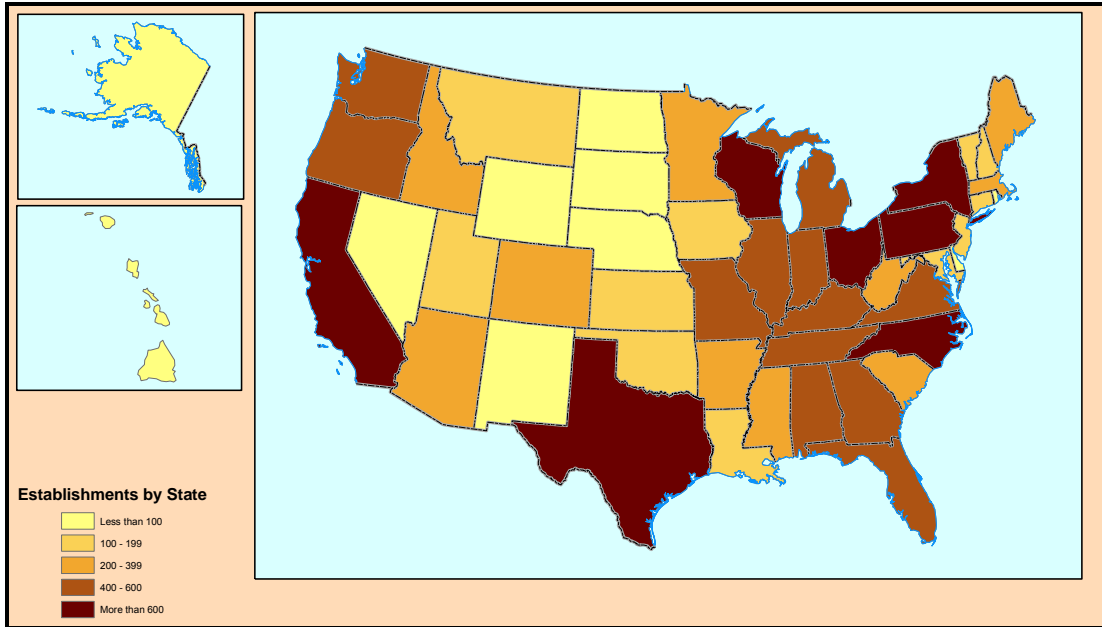 Establishments by State
Less than 100
100 - 199
200 - 399
400 - 600
More than 600